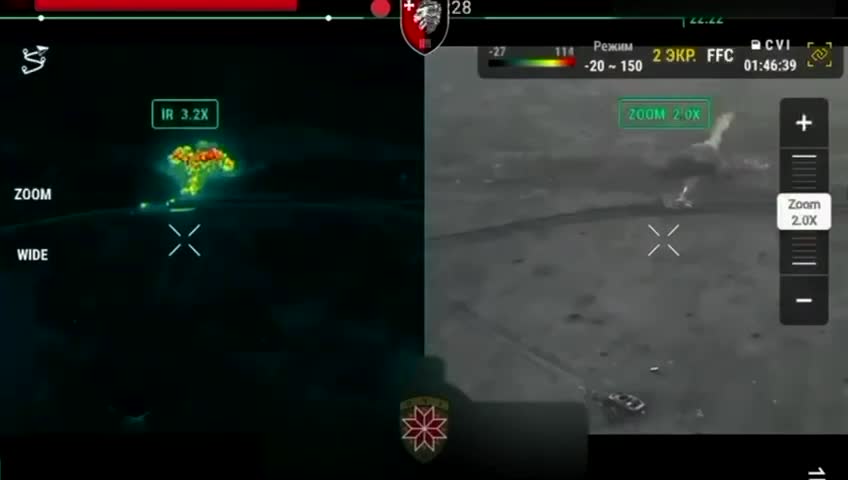 :28
22:22
-27 114
Режим
-20 ~ 150
2 ЭКР.
FFC
CVI
01:46:39
IR 3.2X
ZOOM 2.0X
ZOOM
Zoom
2.0X
WIDE